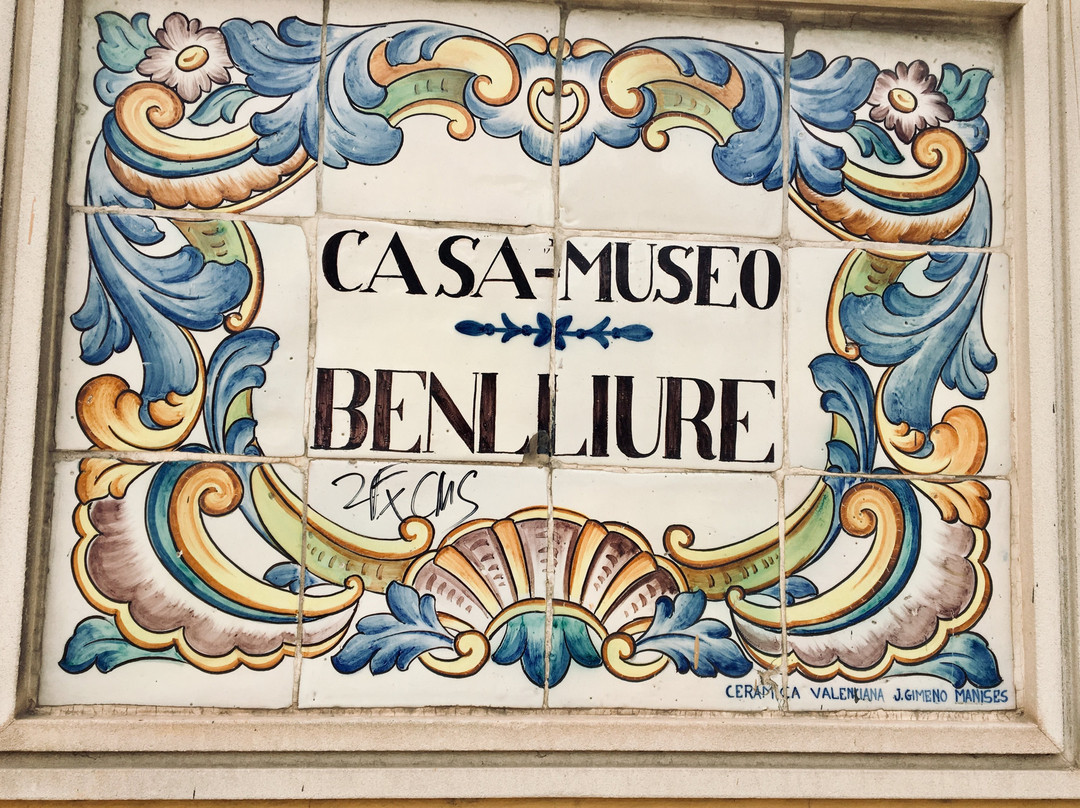 CASA-MUSEO
BENLLIURE
CERAMICA VALENCIANA J.GIMENO MANISES